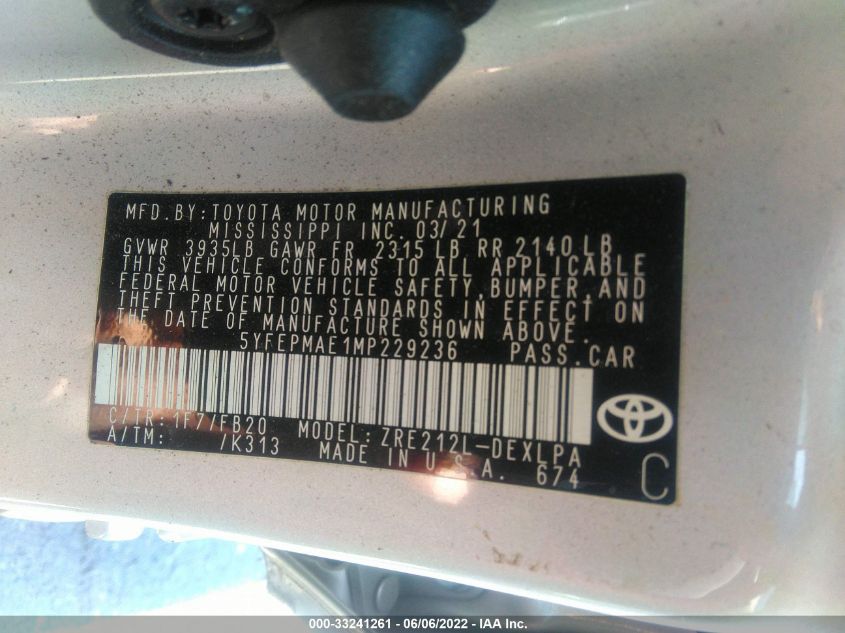 MFD.BY:TOYOTA MOTOR MANUFACTURING
MISSISSIPPI INC. 03/21
GVWR 3935LB GAWR FR 2315 LB RR 2140 LB
THIS VEHICLE CONFORMS TO ALL APPLICABLE
FEDERAL MOTOR VEHICLE SAFETY, BUMPER, AND
THEFT PREVENTION STANDARDS IN EFFECT ON
THE DATE OF MANUFACTURE SHOWN ABOVE.
5YFEPMAE1MP229236 PASS.CAR
C/TR:1F7/FB20 MODEL:ZRE212L-DEXLPA
A/TM: /K313 MADE IN U.S.A. 674
C
000-33241261 - 06/06/2022 - IAA Inc.